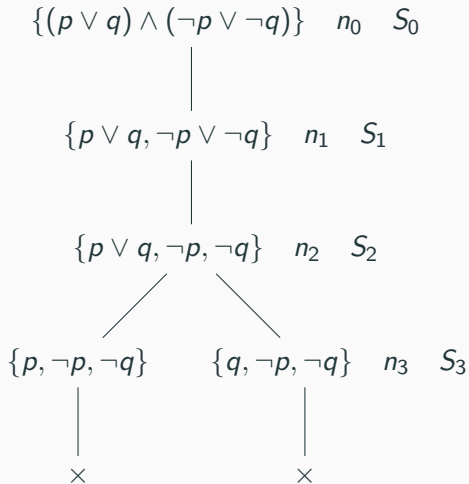 {(p ∨ q) ∧ (¬p ∨ ¬q)} n₀ S₀
{p ∨ q, ¬p ∨ ¬q} n₁ S₁
{p ∨ q, ¬p, ¬q} n₂ S₂
{p, ¬p, ¬q} {q, ¬p, ¬q} n₃ S₃
× ×